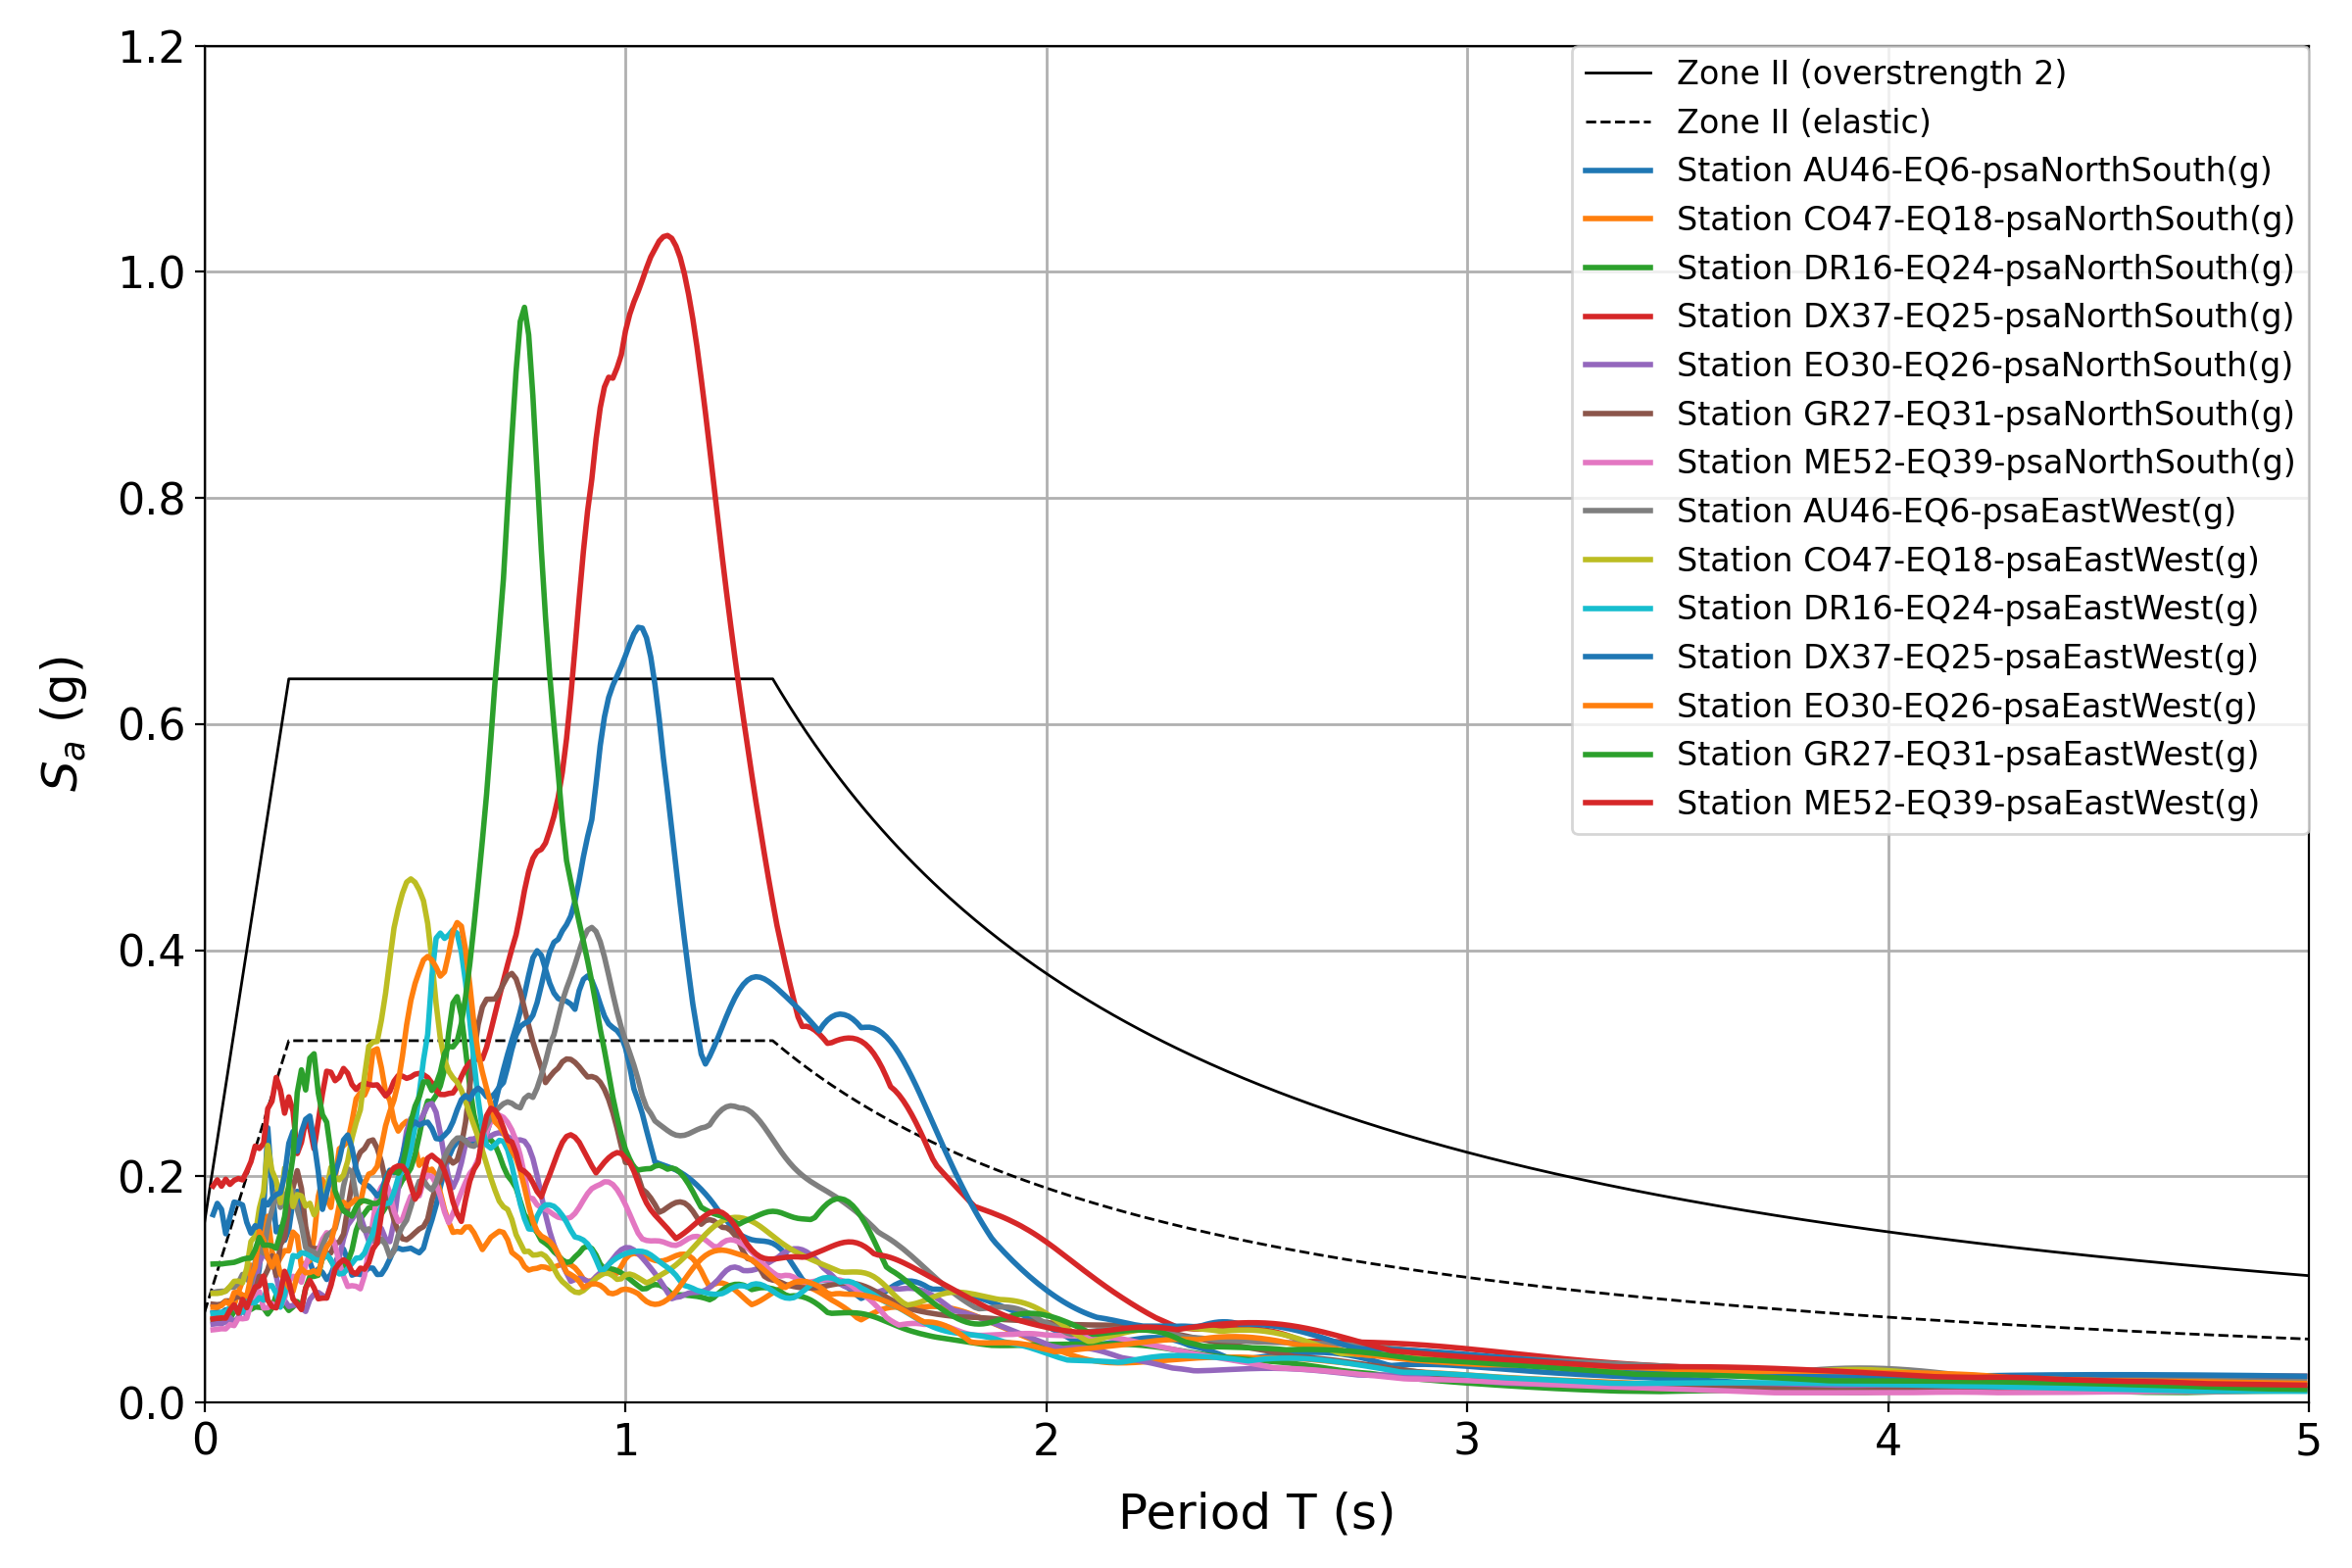 1.2
1.0
0.8
0.6
0.4
0.2
0.0
Sa (g)
0 1 2 3 4 5
Period T (s)
Zone II (overstrength 2)
Zone II (elastic)
Station AU46-EQ6-psaNorthSouth(g)
Station CO47-EQ18-psaNorthSouth(g)
Station DR16-EQ24-psaNorthSouth(g)
Station DX37-EQ25-psaNorthSouth(g)
Station EO30-EQ26-psaNorthSouth(g)
Station GR27-EQ31-psaNorthSouth(g)
Station ME52-EQ39-psaNorthSouth(g)
Station AU46-EQ6-psaEastWest(g)
Station CO47-EQ18-psaEastWest(g)
Station DR16-EQ24-psaEastWest(g)
Station DX37-EQ25-psaEastWest(g)
Station EO30-EQ26-psaEastWest(g)
Station GR27-EQ31-psaEastWest(g)
Station ME52-EQ39-psaEastWest(g)